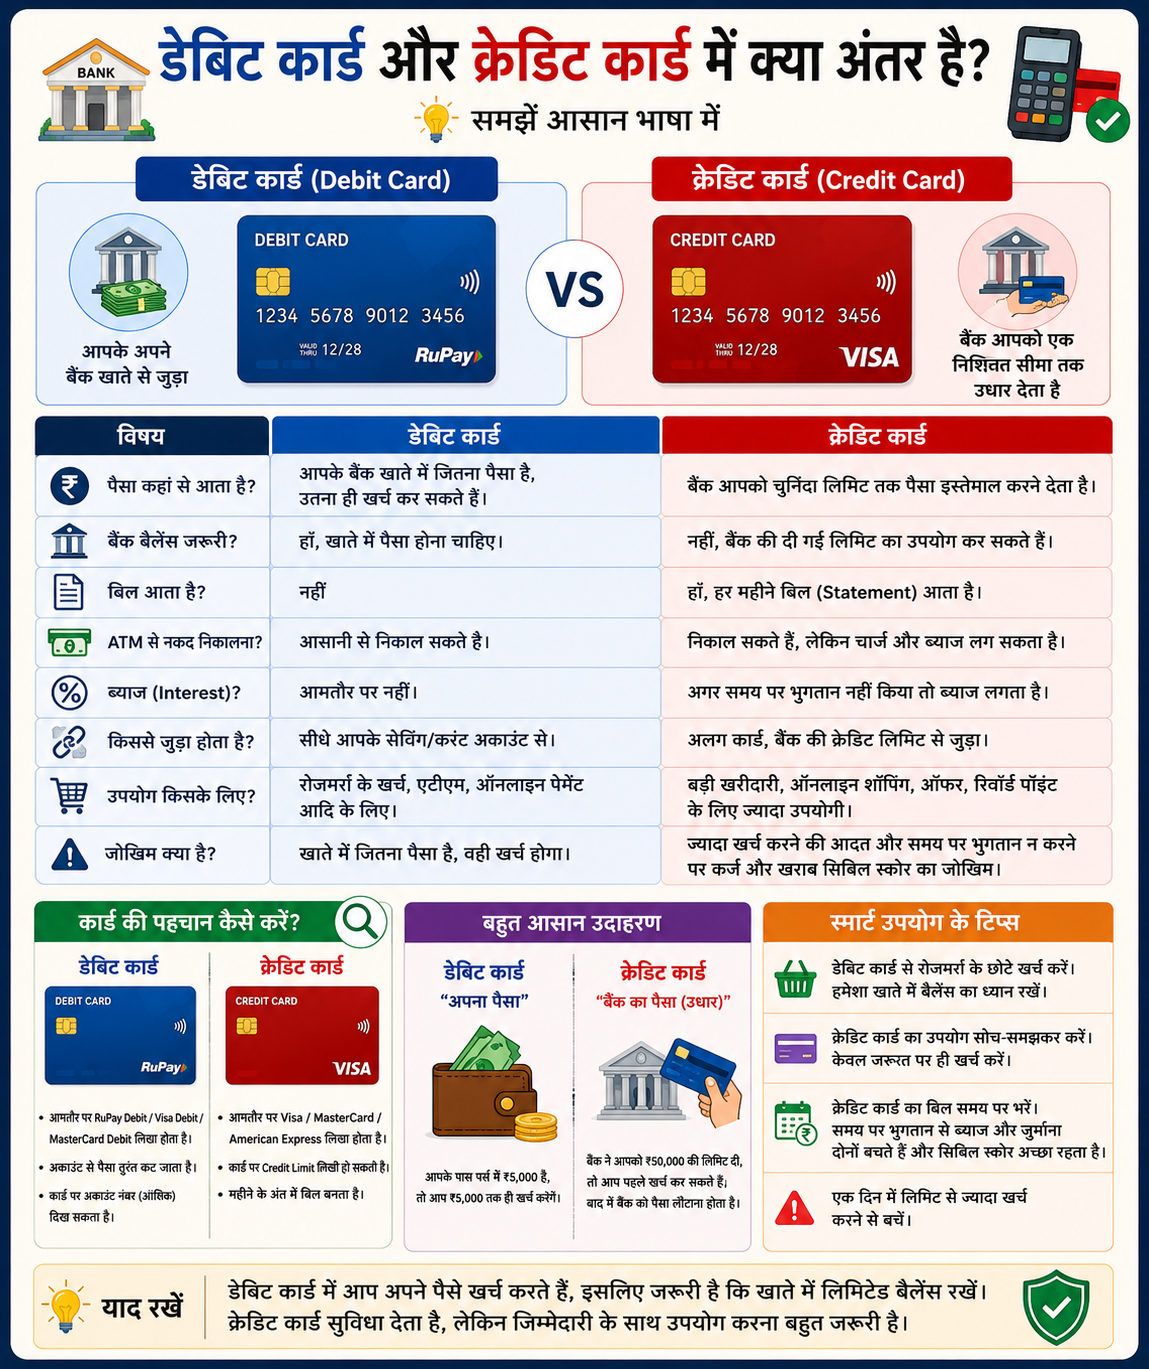 BANK
डेबिट कार्ड और क्रेडिट कार्ड में क्या अंतर है?
समझें आसान भाषा में
डेबिट कार्ड (Debit Card)
आपके अपने
बैंक खाते से जुड़ा
DEBIT CARD
1234 5678 9012 3456
VALID THRU 12/28
RuPay
VS
क्रेडिट कार्ड (Credit Card)
CREDIT CARD
1234 5678 9012 3456
VALID THRU 12/28
VISA
बैंक आपको एक
निश्चित सीमा तक
उधार देता है
विषय डेबिट कार्ड क्रेडिट कार्ड
पैसा कहां से आता है?
आपके बैंक खाते में जितना पैसा है,
उतना ही खर्च कर सकते हैं।
बैंक आपको चुनिंदा लिमिट तक पैसा इस्तेमाल करने देता है।
बैंक बैलेंस जरूरी?
हॉ, खाते में पैसा होना चाहिए।
नहीं, बैंक की दी गई लिमिट का उपयोग कर सकते हैं।
बिल आता है?
नहीं
हॉ, हर महीने बिल (Statement) आता है।
ATM से नकद निकालना?
आसानी से निकाल सकते है।
निकाल सकते हैं, लेकिन चार्ज और ब्याज लग सकता है।
ब्याज (Interest)?
आमतौर पर नहीं।
अगर समय पर भुगतान नहीं किया तो ब्याज लगता है।
किससे जुड़ा होता है?
सीधे आपके सेविंग/करंट अकाउंट से।
अलग कार्ड, बैंक की क्रेडिट लिमिट से जुड़ा।
उपयोग किसके लिए?
रोजमर्रा के खर्च, एटीएम, ऑनलाइन पेमेंट
आदि के लिए।
बड़ी खरीदारी, ऑनलाइन शॉपिंग, ऑफर, रिवॉर्ड पॉइंट
के लिए ज्यादा उपयोगी।
जोखिम क्या है?
खाते में जितना पैसा है, वही खर्च होगा।
ज्यादा खर्च करने की आदत और समय पर भुगतान न करने
पर कर्ज और खराब सिबिल स्कोर का जोखिम।
कार्ड की पहचान कैसे करें?
डेबिट कार्ड
DEBIT CARD
RuPay
• आमतौर पर RuPay Debit / Visa Debit /
MasterCard Debit लिखा होता है।
• अकाउंट से पैसा तुरंत कट जाता है।
• कार्ड पर अकाउंट नंबर (आंसिक)
दिख सकता है।
क्रेडिट कार्ड
CREDIT CARD
VISA
• आमतौर पर Visa / MasterCard /
American Express लिखा होता है।
• कार्ड पर Credit Limit लिखी हो सकती है।
• महीने के अंत में बिल बनता है।
बहुत आसान उदाहरण
डेबिट कार्ड
“अपना पैसा”
आपके पास पर्स में ₹5,000 है,
तो आप ₹5,000 तक ही खर्च करेगें।
क्रेडिट कार्ड
“बैंक का पैसा (उधार)”
बैंक ने आपको ₹50,000 की लिमिट दी,
तो आप पहले खर्च कर सकते हैं,
बाद में बैंक को पैसा लौटाना होता है।
स्मार्ट उपयोग के टिप्स
डेबिट कार्ड से रोजमर्रा के छोटे खर्च करें।
हमेशा खाते में बैलेंस का ध्यान रखें।
क्रेडिट कार्ड का उपयोग सोच-समझकर करें।
केवल जरूरत पर ही खर्च करें।
क्रेडिट कार्ड का बिल समय पर भरें।
समय पर भुगतान से ब्याज और जुर्माना
दोनों बचते हैं और सिबिल स्कोर अच्छा रहता है।
एक दिन में लिमिट से ज्यादा खर्च
करने से बचें।
याद रखें
डेबिट कार्ड में आप अपने पैसे खर्च करते हैं, इसलिए जरूरी है कि खाते में लिमिटेड बैलेंस रखें।
क्रेडिट कार्ड सुविधा देता है, लेकिन जिम्मेदारी के साथ उपयोग करना बहुत जरूरी है।